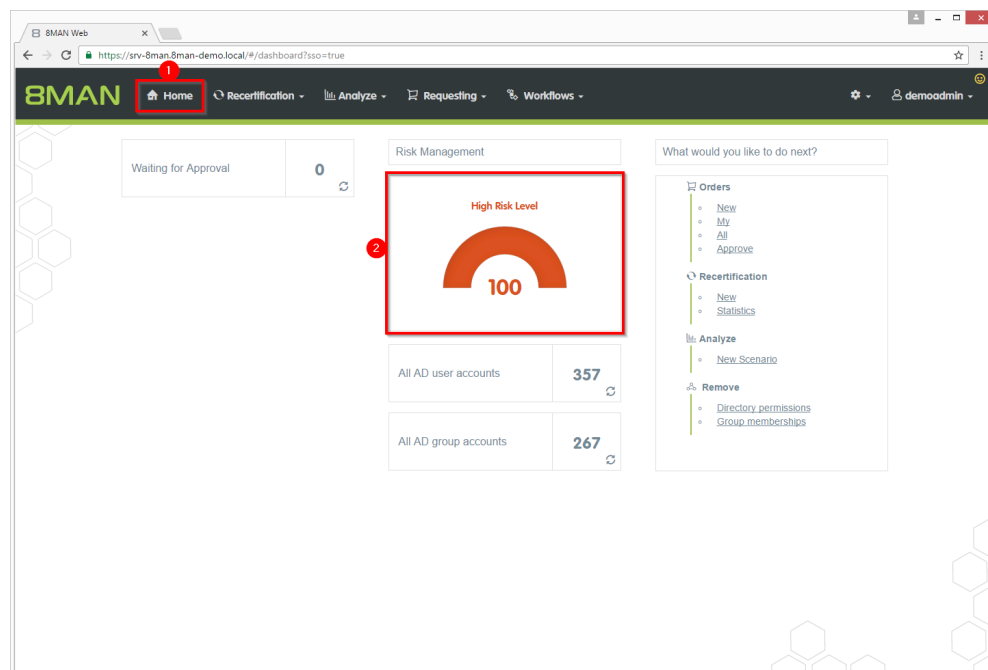 8MAN Web
https://srv-8man.8man-demo.local/#/dashboard?sso=true
1
8MAN Home Recertification Analyze Requesting Workflows demoadmin
Waiting for Approval 0
Risk Management
High Risk Level
2
100
All AD user accounts 357
All AD group accounts 267
What would you like to do next?
Orders
New
My
All
Approve
Recertification
New
Statistics
Analyze
New Scenario
Remove
Directory permissions
Group memberships